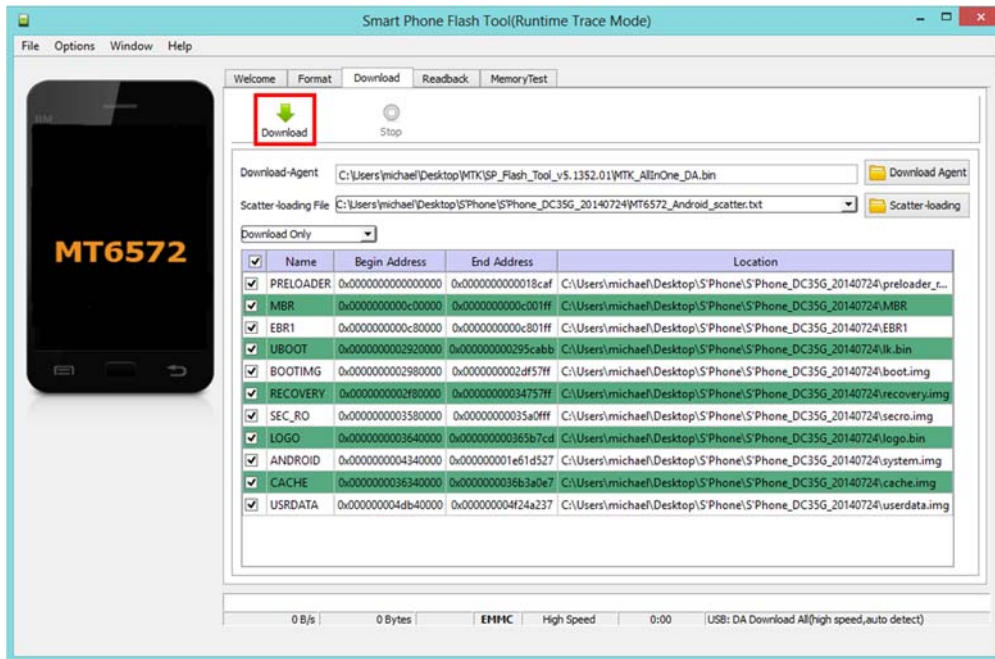 Smart Phone Flash Tool(Runtime Trace Mode)
File Options Window Help
Welcome Format Download Readback MemoryTest
BM
Download Stop
Download-Agent C:\Users\michael\Desktop\MTK\SP_Flash_Tool_v5.1352.01\MTK_AllInOne_DA.bin Download Agent
Scatter-loading File C:\Users\michael\Desktop\S'Phone\S'Phone_DC35G_20140724\MT6572_Android_scatter.txt Scatter-loading
Download Only
MT6572
Name Begin Address End Address Location
PRELOADER 0x0000000000000000 0x0000000000018caf C:\Users\michael\Desktop\S'Phone\S'Phone_DC35G_20140724\preloader_r...
MBR 0x0000000000c00000 0x0000000000c001ff C:\Users\michael\Desktop\S'Phone\S'Phone_DC35G_20140724\MBR
EBR1 0x0000000000c80000 0x0000000000c801ff C:\Users\michael\Desktop\S'Phone\S'Phone_DC35G_20140724\EBR1
UBOOT 0x0000000002920000 0x000000000295cabb C:\Users\michael\Desktop\S'Phone\S'Phone_DC35G_20140724\lk.bin
BOOTIMG 0x0000000002980000 0x0000000002df57ff C:\Users\michael\Desktop\S'Phone\S'Phone_DC35G_20140724\boot.img
RECOVERY 0x0000000002f80000 0x00000000034757ff C:\Users\michael\Desktop\S'Phone\S'Phone_DC35G_20140724\recovery.img
SEC_RO 0x0000000003580000 0x00000000035a0fff C:\Users\michael\Desktop\S'Phone\S'Phone_DC35G_20140724\secro.img
LOGO 0x0000000003640000 0x000000000365b7cd C:\Users\michael\Desktop\S'Phone\S'Phone_DC35G_20140724\logo.bin
ANDROID 0x0000000004340000 0x000000001e61d527 C:\Users\michael\Desktop\S'Phone\S'Phone_DC35G_20140724\system.img
CACHE 0x0000000036340000 0x0000000036b3a0e7 C:\Users\michael\Desktop\S'Phone\S'Phone_DC35G_20140724\cache.img
USRDATA 0x000000004db40000 0x000000004f24a237 C:\Users\michael\Desktop\S'Phone\S'Phone_DC35G_20140724\userdata.img
0 B/s 0 Bytes EMMC High Speed 0:00 USB: DA Download All(high speed,auto detect)